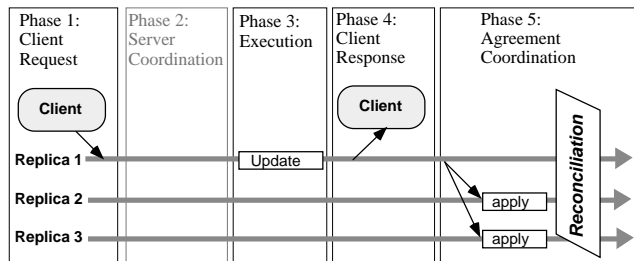 Phase 1:
Client
Request
Phase 2:
Server
Coordination
Phase 3:
Execution
Phase 4:
Client
Response
Phase 5:
Agreement
Coordination
Client
Client
Replica 1
Update
Replica 2
apply
Replica 3
apply
Reconciliation